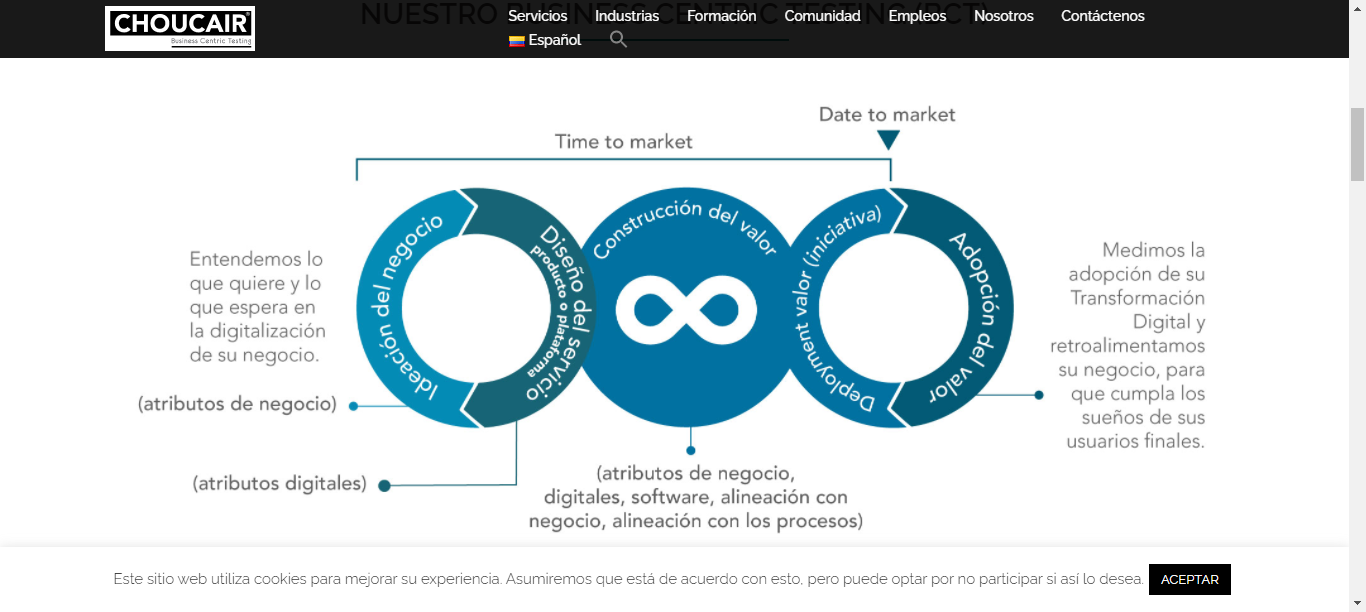 NUESTRO BUSINESS CENTRIC TESTING (BCT)
CHOUCAIR
Business Centric Testing
Servicios Industrias Formación Comunidad Empleos Nosotros Contáctenos
Español
Date to market
Time to market
Ideación del negocio
Diseño del servicio
producto o plataforma
Construcción del valor
Deployment valor (iniciativa)
Adopción del valor
Entendemos lo
que quiere y lo
que espera en
la digitalización
de su negocio.
(atributos de negocio)
(atributos digitales)
(atributos de negocio,
digitales, software, alineación con
negocio, alineación con los procesos)
Medimos la
adopción de su
Transformación
Digital y
retroalimentamos
su negocio, para
que cumpla los
sueños de sus
usuarios finales.
Este sitio web utiliza cookies para mejorar su experiencia. Asumiremos que está de acuerdo con esto, pero puede optar por no participar si así lo desea. ACEPTAR